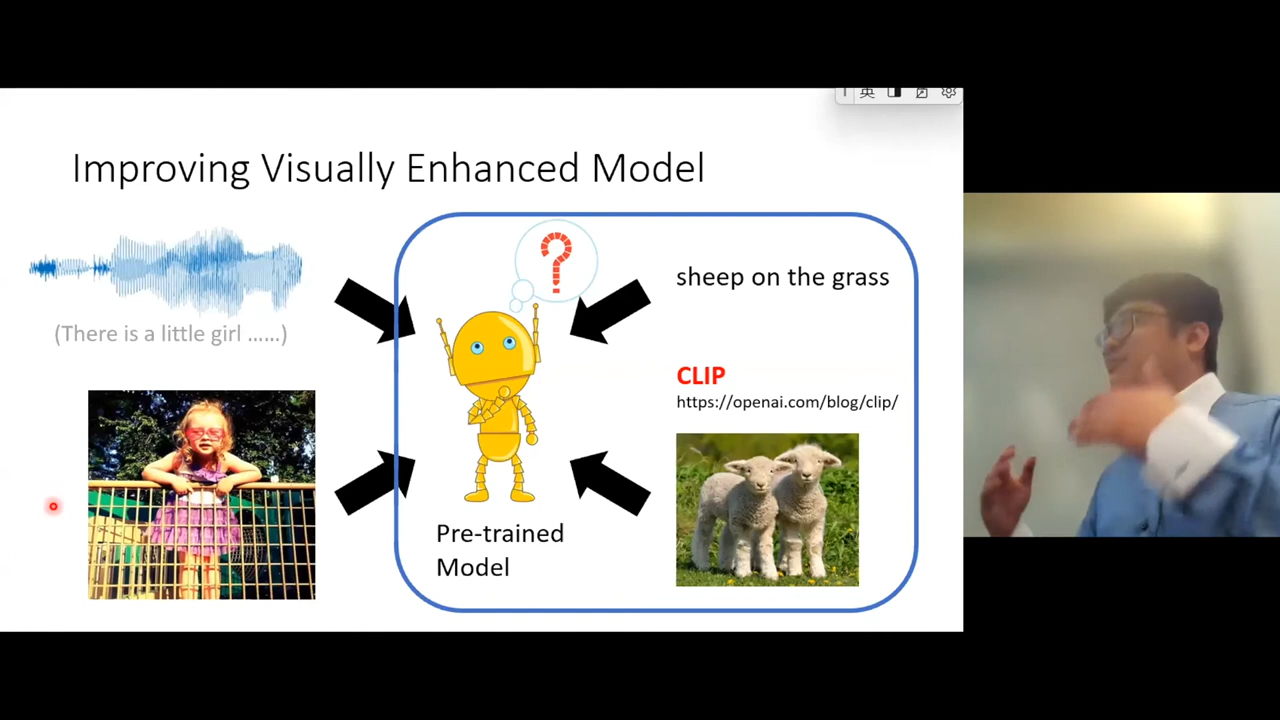 英
Improving Visually Enhanced Model
(There is a little girl ......)
?
sheep on the grass
CLIP
https://openai.com/blog/clip/
Pre-trained
Model